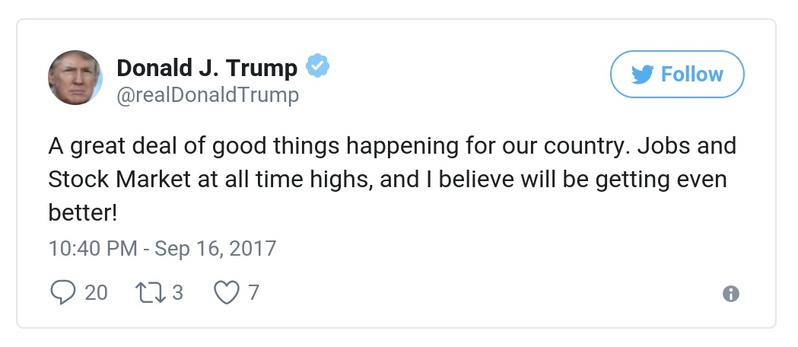 Donald J. Trump
@realDonaldTrump
Follow
A great deal of good things happening for our country. Jobs and
Stock Market at all time highs, and I believe will be getting even
better!
10:40 PM - Sep 16, 2017
20 3 7